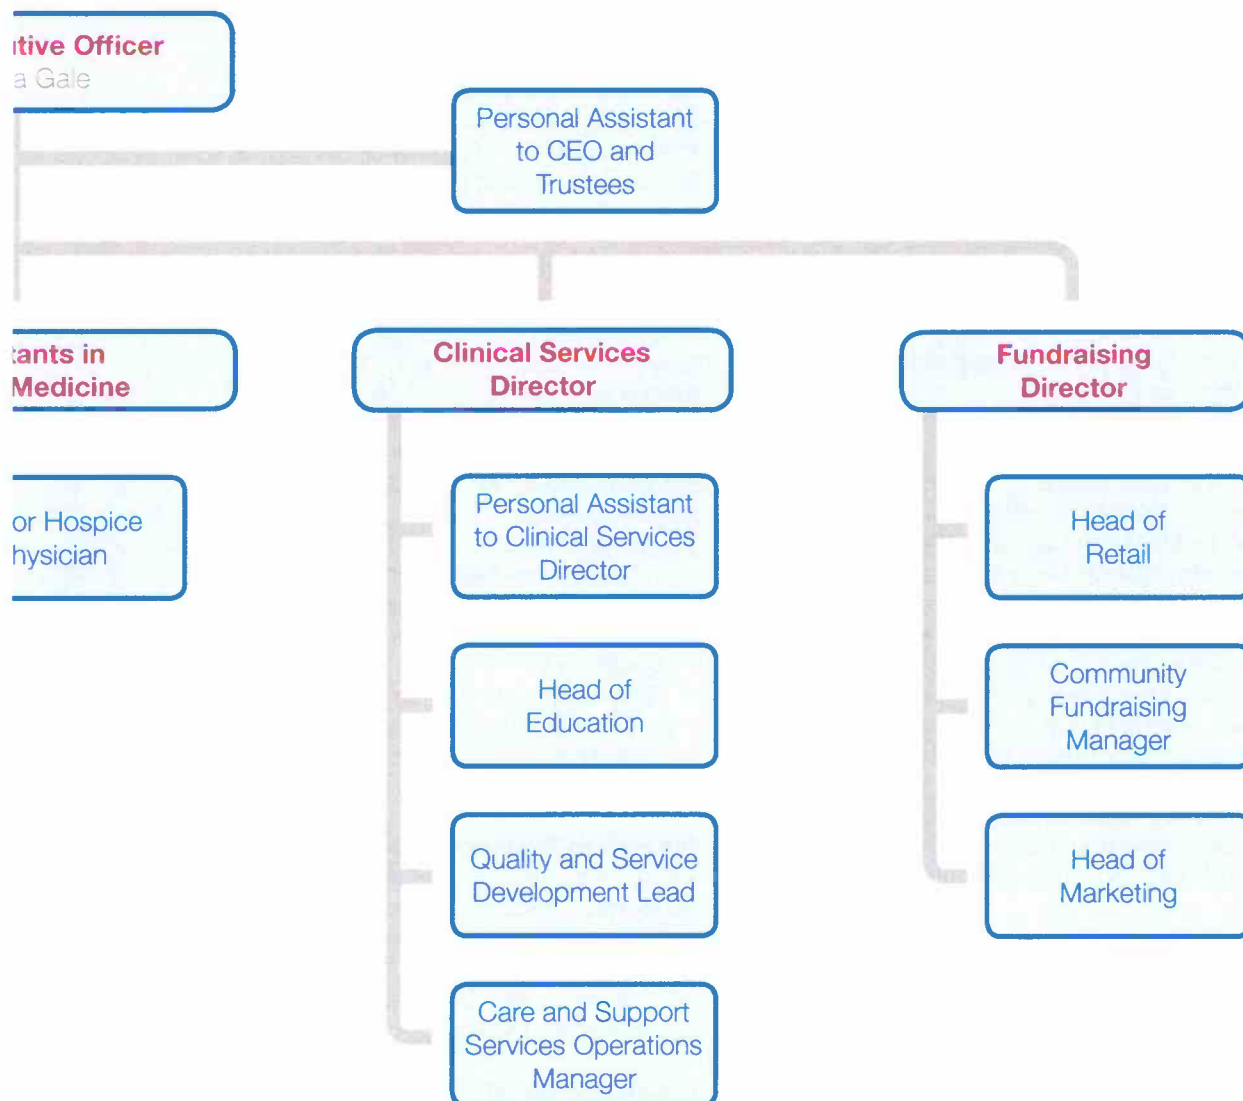 tive Officer
a Gale
Personal Assistant
to CEO and
Trustees
tants in
Medicine
Clinical Services
Director
Fundraising
Director
or Hospice
hysician
Personal Assistant
to Clinical Services
Director
Head of
Retail
Head of
Education
Community
Fundraising
Manager
Quality and Service
Development Lead
Head of
Marketing
Care and Support
Services Operations
Manager